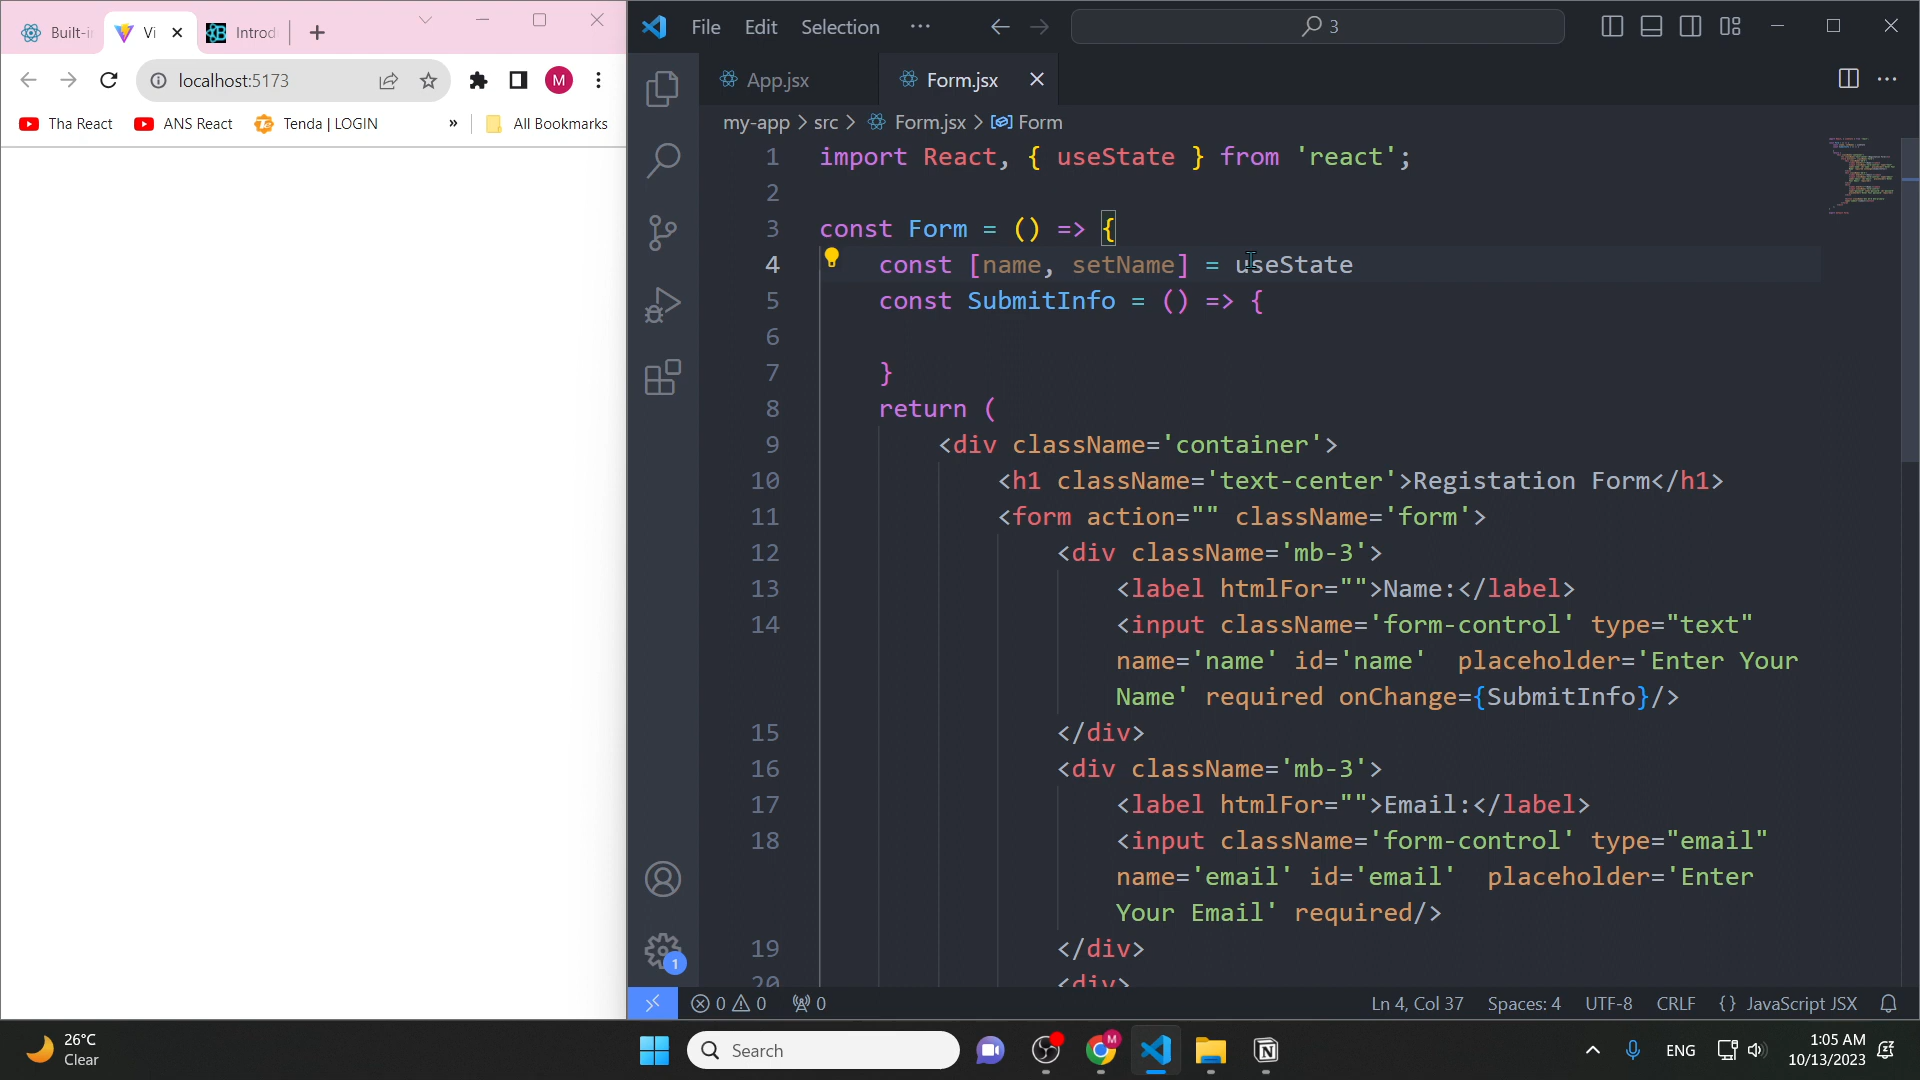 Built-i
Vi
Introd
File Edit Selection ···
3
localhost:5173
M
App.jsx
Form.jsx
Tha React
ANS React
Tenda | LOGIN
»
All Bookmarks
my-app > src > Form.jsx > Form
1 import React, { useState } from 'react';
2
3 const Form = () => {
4 const [name, setName] = useState
5 const SubmitInfo = () => {
6
7 }
8 return (
9 <div className='container'>
10 <h1 className='text-center'>Registation Form</h1>
11 <form action="" className='form'>
12 <div className='mb-3'>
13 <label htmlFor="">Name:</label>
14 <input className='form-control' type="text"
name='name' id='name'  placeholder='Enter Your
Name' required onChange={SubmitInfo}/>
15 </div>
16 <div className='mb-3'>
17 <label htmlFor="">Email:</label>
18 <input className='form-control' type="email"
name='email' id='email'  placeholder='Enter
Your Email' required/>
19 </div>
20 <div>
1
0 0 0
Ln 4, Col 37 Spaces: 4 UTF-8 CRLF {} JavaScript JSX
26°C
Clear
Search
M
ENG
1:05 AM
10/13/2023